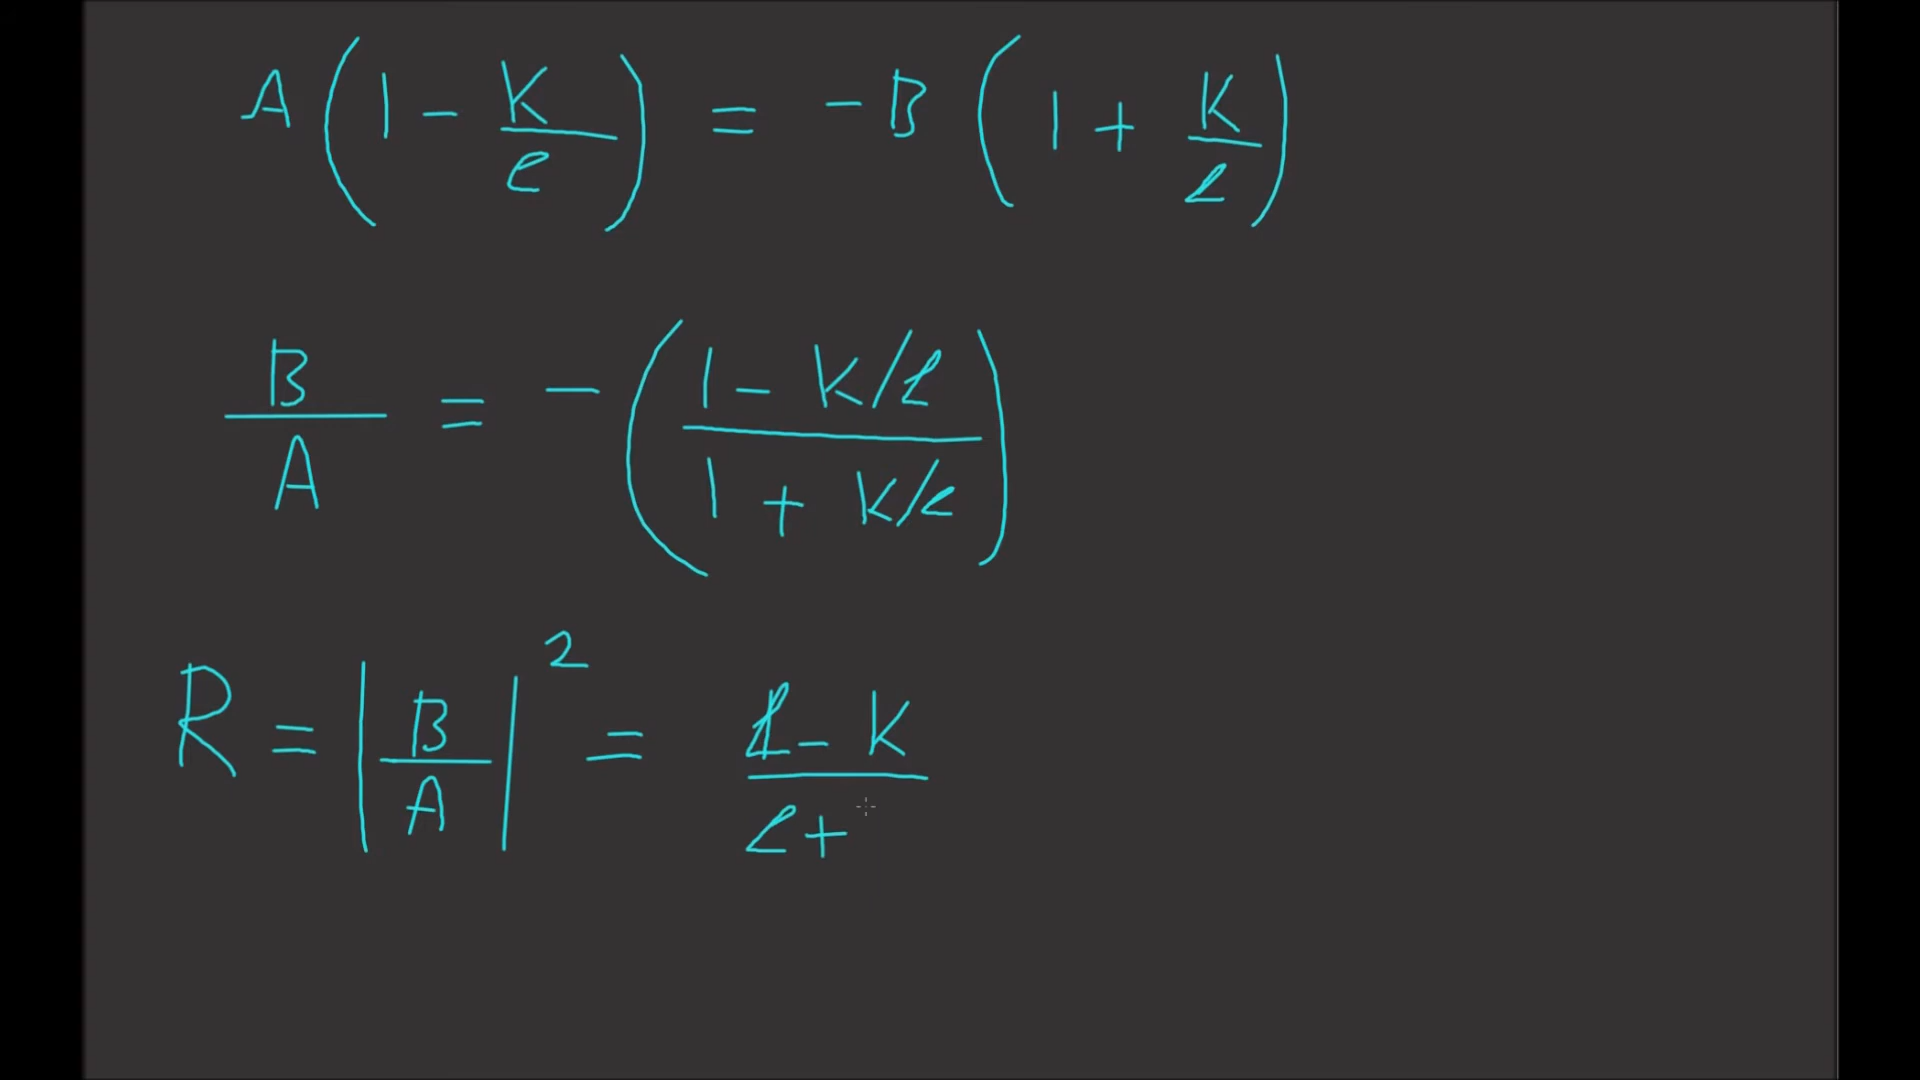 A(1 - K/ℓ) = -B(1 + K/ℓ)
B/A = -((1 - K/ℓ)/(1 + K/ℓ))
R = |B/A|² = (ℓ - K)/(ℓ +